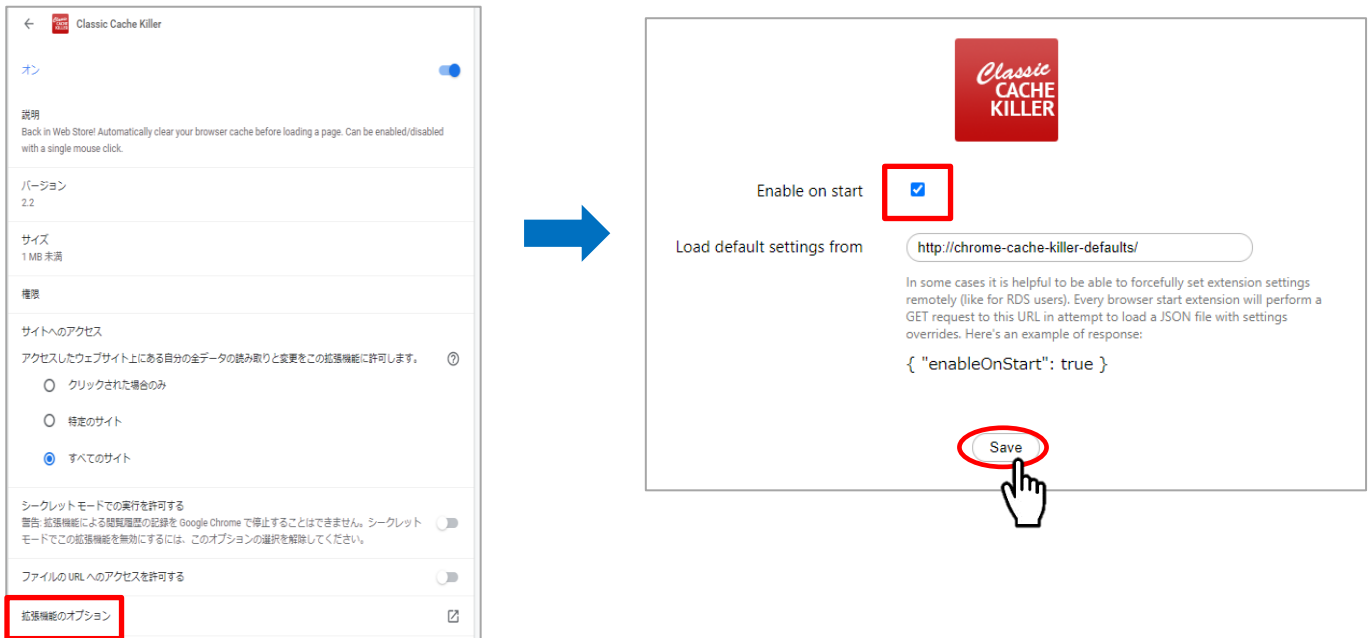 Classic Cache Killer
オン
説明
Back in Web Store! Automatically clear your browser cache before loading a page. Can be enabled/disabled
with a single mouse click.
バージョン
2.2
サイズ
1 MB 未満
権限
サイトへのアクセス
アクセスしたウェブサイト上にある自分の全データの読み取りと変更をこの拡張機能に許可します。
クリックされた場合のみ
特定のサイト
すべてのサイト
シークレット モードでの実行を許可する
警告: 拡張機能による閲覧履歴の記録を Google Chrome で停止することはできません。シークレット
モードでこの拡張機能を無効にするには、このオプションの選択を解除してください。
ファイルの URL へのアクセスを許可する
拡張機能のオプション
Classic
CACHE
KILLER
Enable on start
Load default settings from
http://chrome-cache-killer-defaults/
In some cases it is helpful to be able to forcefully set extension settings
remotely (like for RDS users). Every browser start extension will perform a
GET request to this URL in attempt to load a JSON file with settings
overrides. Here's an example of response:
{ "enableOnStart": true }
Save